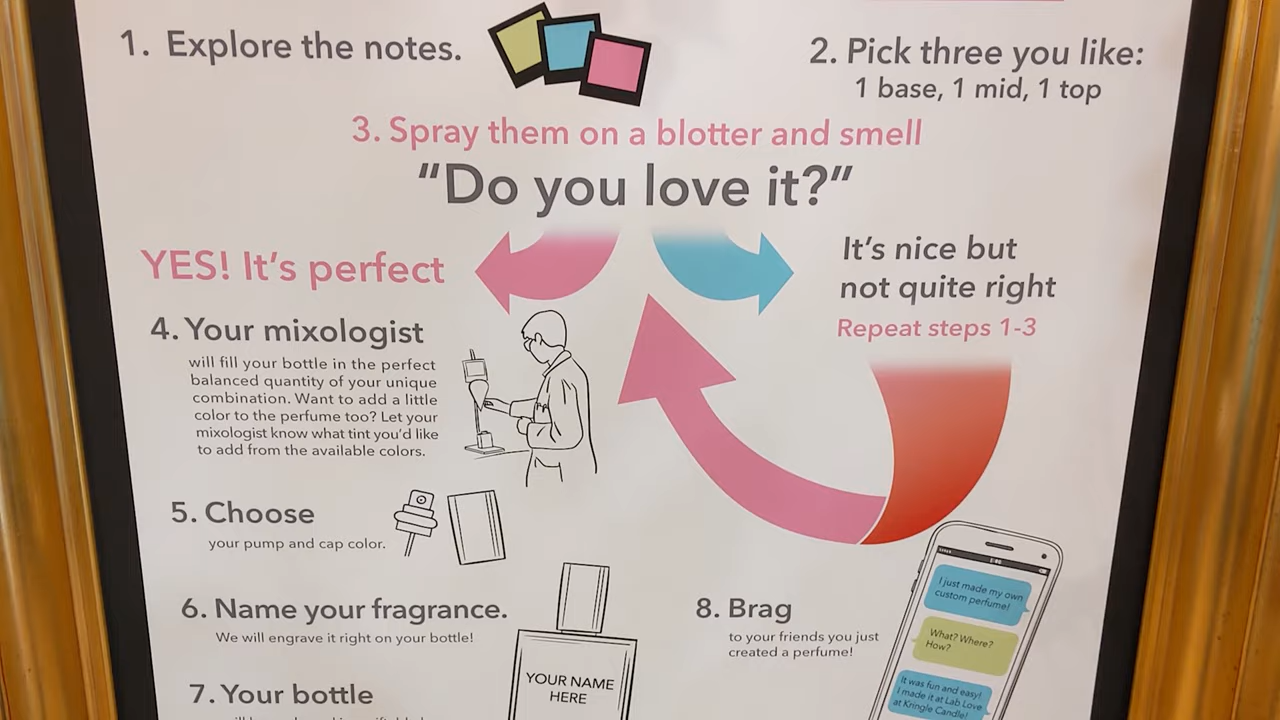 1. Explore the notes.
2. Pick three you like:
1 base, 1 mid, 1 top
3. Spray them on a blotter and smell
“Do you love it?”
YES! It’s perfect
It’s nice but
not quite right
Repeat steps 1-3
4. Your mixologist
will fill your bottle in the perfect
balanced quantity of your unique
combination. Want to add a little
color to the perfume too? Let your
mixologist know what tint you’d like
to add from the available colors.
5. Choose
your pump and cap color.
6. Name your fragrance.
We will engrave it right on your bottle!
YOUR NAME
HERE
7. Your bottle
8. Brag
to your friends you just
created a perfume!
I just made my own
custom perfume!
What? Where?
How?
It was fun and easy!
I made it at Lab Love
at Kringle Candle!